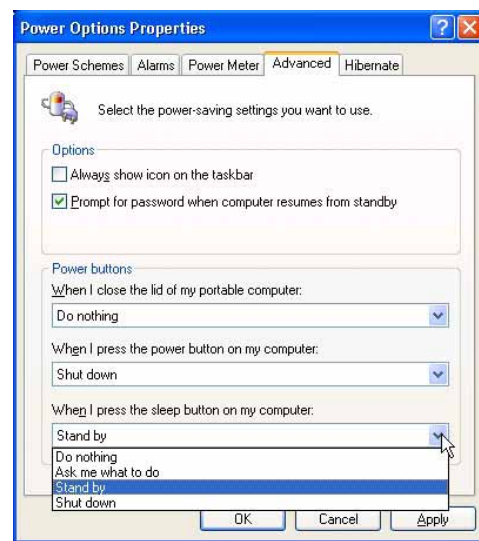 Power Options Properties
Power Schemes Alarms Power Meter Advanced Hibernate
Select the power-saving settings you want to use.
Options
Always show icon on the taskbar
Prompt for password when computer resumes from standby
Power buttons
When I close the lid of my portable computer:
Do nothing
When I press the power button on my computer:
Shut down
When I press the sleep button on my computer:
Stand by
Do nothing
Ask me what to do
Stand by
Shut down
OK Cancel Apply